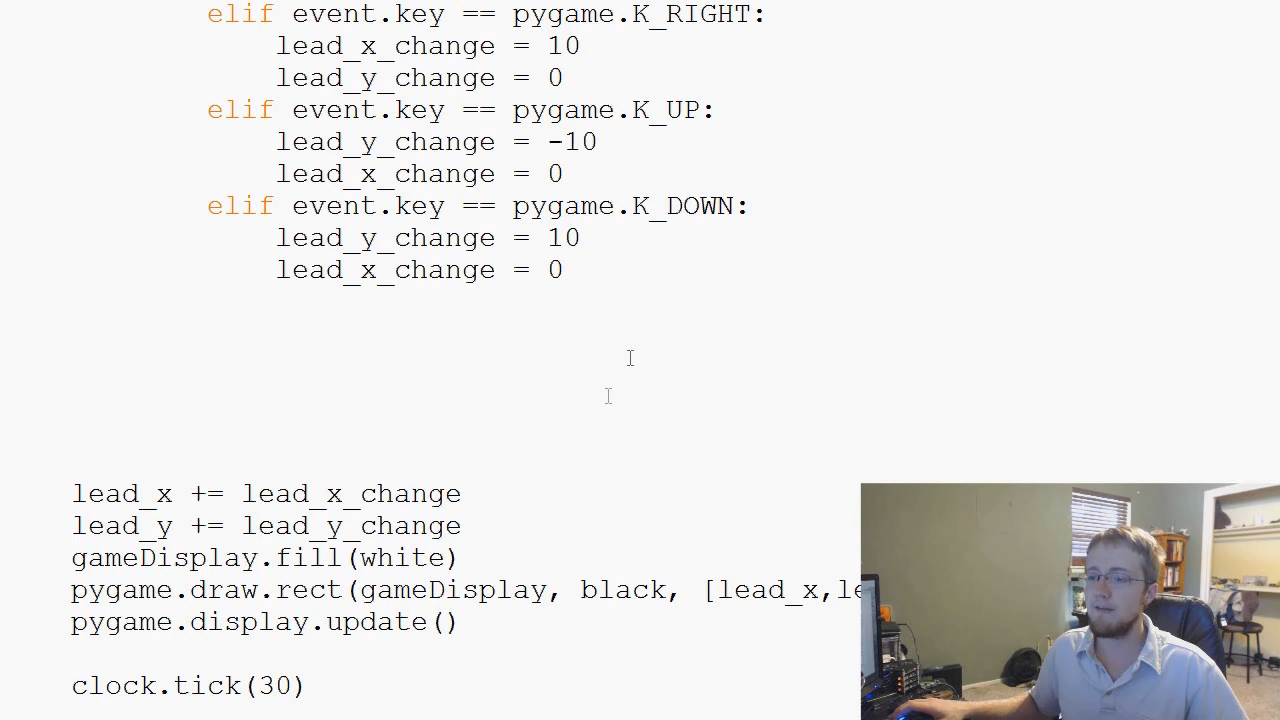 elif event.key == pygame.K_RIGHT:
lead_x_change = 10
lead_y_change = 0
elif event.key == pygame.K_UP:
lead_y_change = -10
lead_x_change = 0
elif event.key == pygame.K_DOWN:
lead_y_change = 10
lead_x_change = 0
lead_x += lead_x_change
lead_y += lead_y_change
gameDisplay.fill(white)
pygame.draw.rect(gameDisplay, black, [lead_x,le
pygame.display.update()
clock.tick(30)